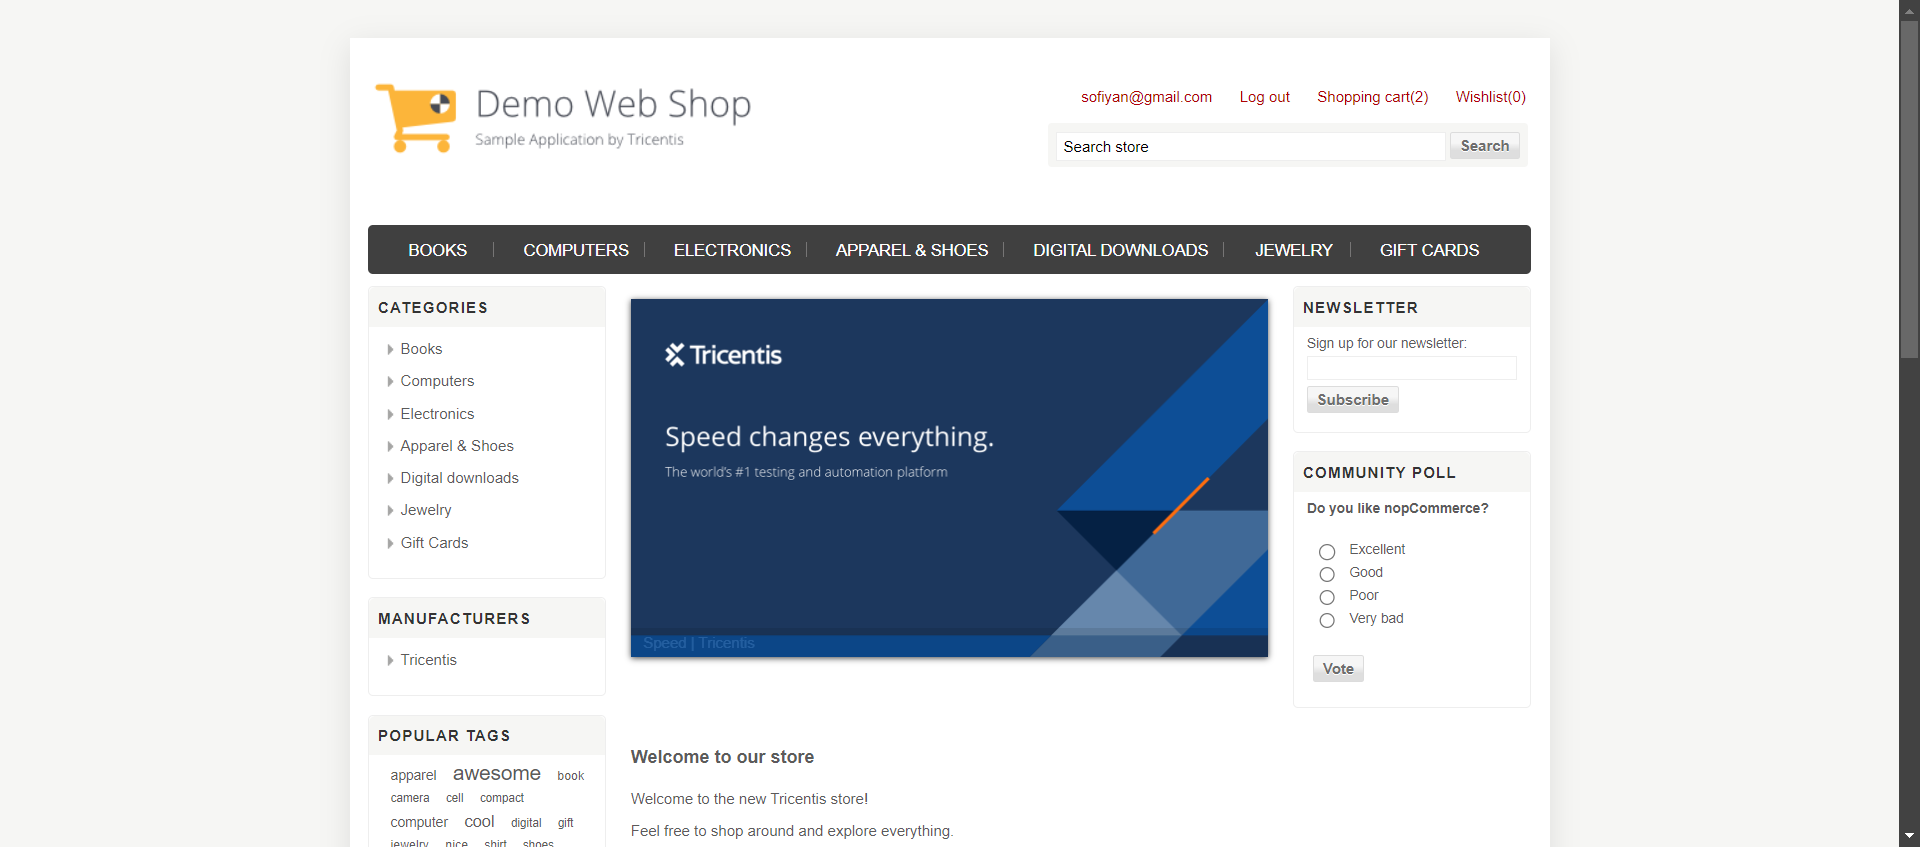 Demo Web Shop
Sample Application by Tricentis
sofiyan@gmail.com Log out Shopping cart(2) Wishlist(0)
Search store Search
BOOKS COMPUTERS ELECTRONICS APPAREL & SHOES DIGITAL DOWNLOADS JEWELRY GIFT CARDS
CATEGORIES
Books
Computers
Electronics
Apparel & Shoes
Digital downloads
Jewelry
Gift Cards
MANUFACTURERS
Tricentis
POPULAR TAGS
apparel awesome book
camera cell compact
computer cool digital gift
jewelry nice shirt shoes
Tricentis
Speed changes everything.
The world's #1 testing and automation platform
Speed | Tricentis
Welcome to our store
Welcome to the new Tricentis store!
Feel free to shop around and explore everything.
NEWSLETTER
Sign up for our newsletter:
Subscribe
COMMUNITY POLL
Do you like nopCommerce?
Excellent
Good
Poor
Very bad
Vote